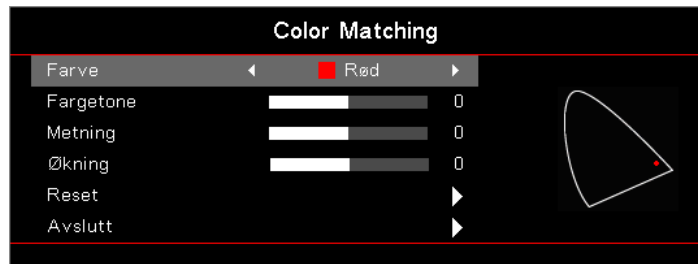 Color Matching
Farve Rød
Fargetone 0
Metning 0
Økning 0
Reset
Avslutt